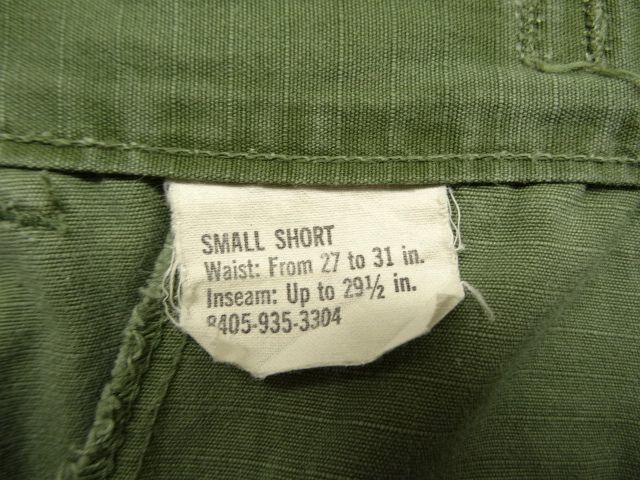 SMALL SHORT
Waist: From 27 to 31 in.
Inseam: Up to 29½ in.
8405-935-3304